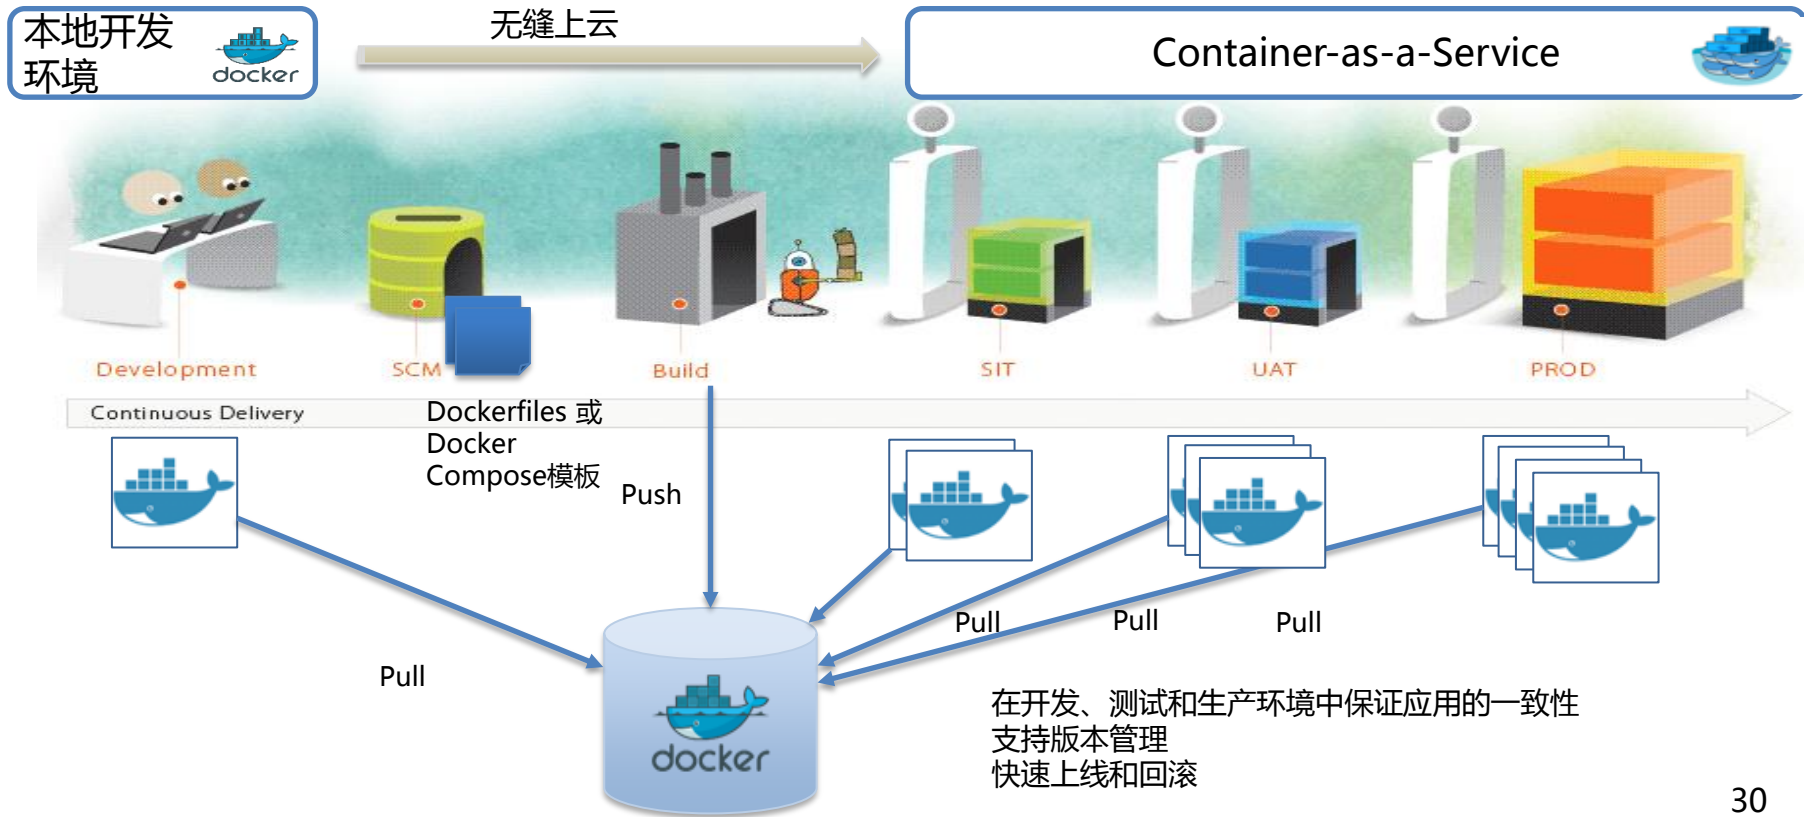 本地开发
环境
docker
无缝上云
Container-as-a-Service
Development
SCM
Build
SIT
UAT
PROD
Continuous Delivery
Dockerfiles 或
Docker
Compose模板
Push
Pull
Pull
Pull
Pull
docker
在开发、测试和生产环境中保证应用的一致性
支持版本管理
快速上线和回滚
30